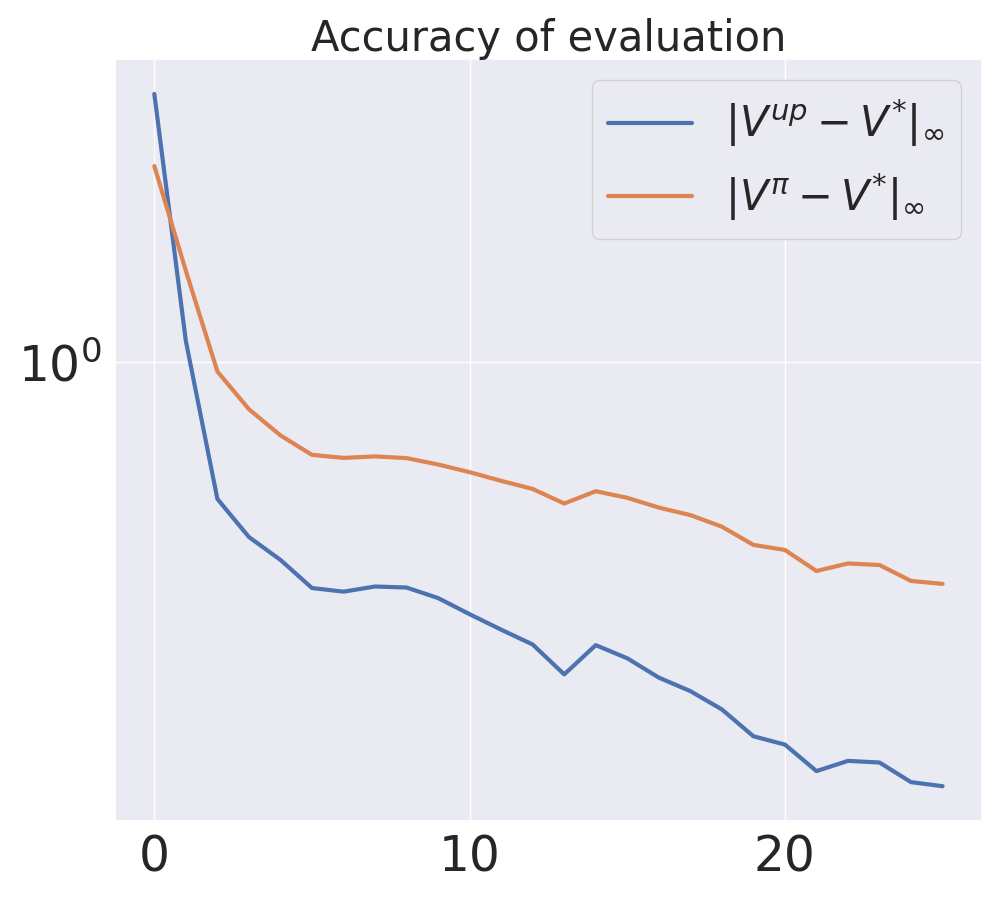 Accuracy of evaluation
|V^{up} − V^*|_∞
|V^π − V^*|_∞
10^0
0 10 20